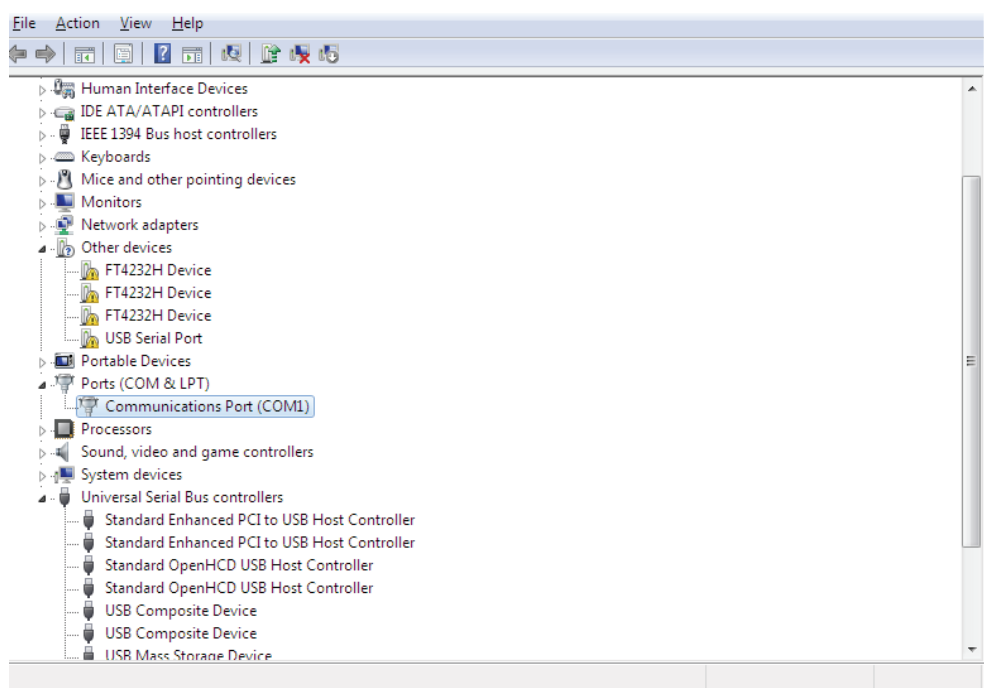 File Action View Help
Human Interface Devices
IDE ATA/ATAPI controllers
IEEE 1394 Bus host controllers
Keyboards
Mice and other pointing devices
Monitors
Network adapters
Other devices
FT4232H Device
FT4232H Device
FT4232H Device
USB Serial Port
Portable Devices
Ports (COM & LPT)
Communications Port (COM1)
Processors
Sound, video and game controllers
System devices
Universal Serial Bus controllers
Standard Enhanced PCI to USB Host Controller
Standard Enhanced PCI to USB Host Controller
Standard OpenHCD USB Host Controller
Standard OpenHCD USB Host Controller
USB Composite Device
USB Composite Device
USB Mass Storage Device